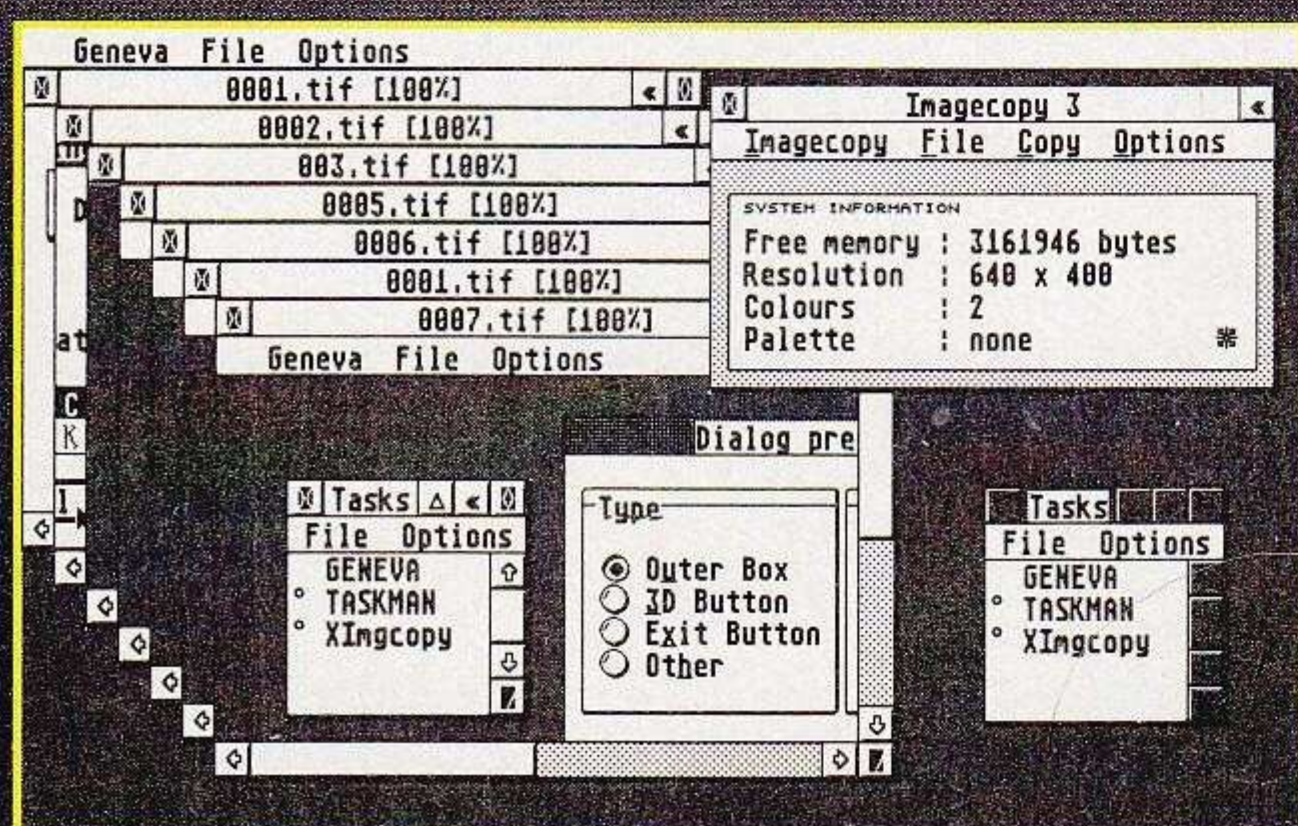 Geneva File Options
0001.tif [100%]
0002.tif [100%]
003.tif [100%]
0005.tif [100%]
0006.tif [100%]
0001.tif [100%]
0007.tif [100%]
Geneva File Options
D
at
C
K
l
Imagecopy 3
Imagecopy File Copy Options
SYSTEM INFORMATION
Free memory : 3161946 bytes
Resolution : 640 x 400
Colours : 2
Palette : none
Tasks
File Options
GENEVA
TASKMAN
XImgcopy
Dialog pre
Type
Outer Box
3D Button
Exit Button
Other
Tasks
File Options
GENEVA
TASKMAN
XImgcopy